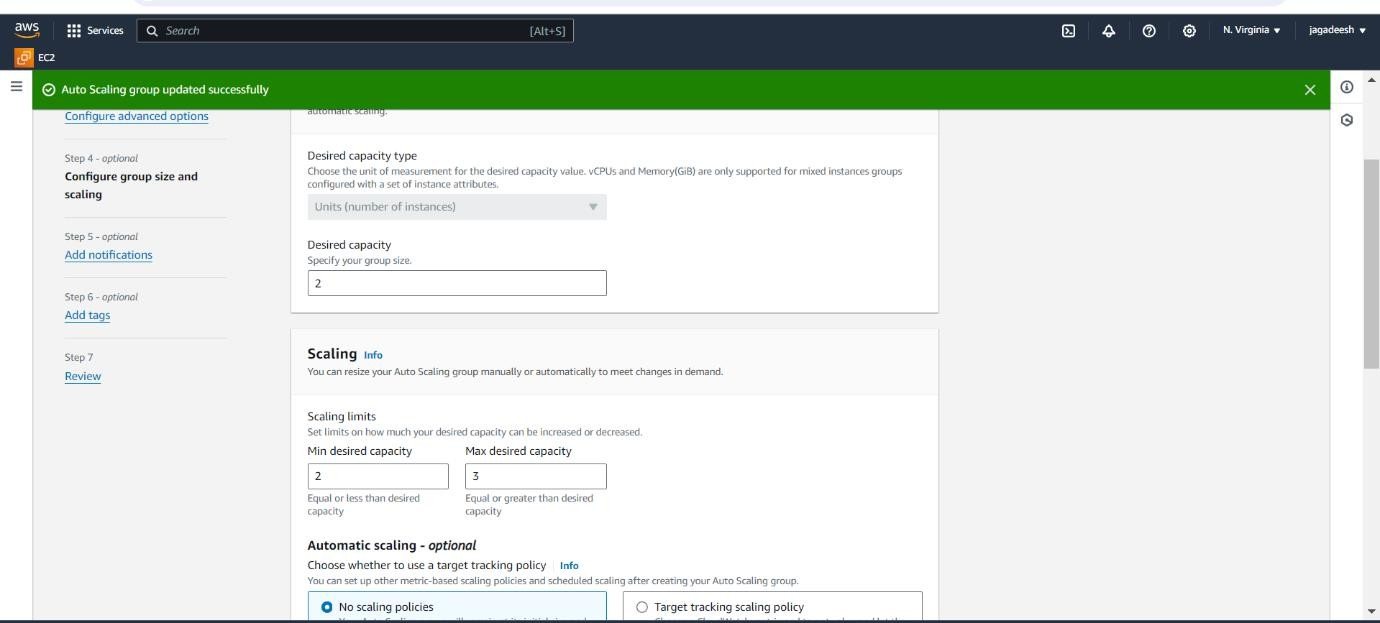 aws
Services
Search
[Alt+S]
N. Virginia
jagadeesh
EC2
Auto Scaling group updated successfully
Configure advanced options
Step 4 - optional
Configure group size and
scaling
Step 5 - optional
Add notifications
Step 6 - optional
Add tags
Step 7
Review
automatic scaling.
Desired capacity type
Choose the unit of measurement for the desired capacity value. vCPUs and Memory(GiB) are only supported for mixed instances groups
configured with a set of instance attributes.
Units (number of instances)
Desired capacity
Specify your group size.
2
Scaling Info
You can resize your Auto Scaling group manually or automatically to meet changes in demand.
Scaling limits
Set limits on how much your desired capacity can be increased or decreased.
Min desired capacity
Max desired capacity
2
3
Equal or less than desired
capacity
Equal or greater than desired
capacity
Automatic scaling - optional
Choose whether to use a target tracking policy Info
You can set up other metric-based scaling policies and scheduled scaling after creating your Auto Scaling group.
No scaling policies
Target tracking scaling policy